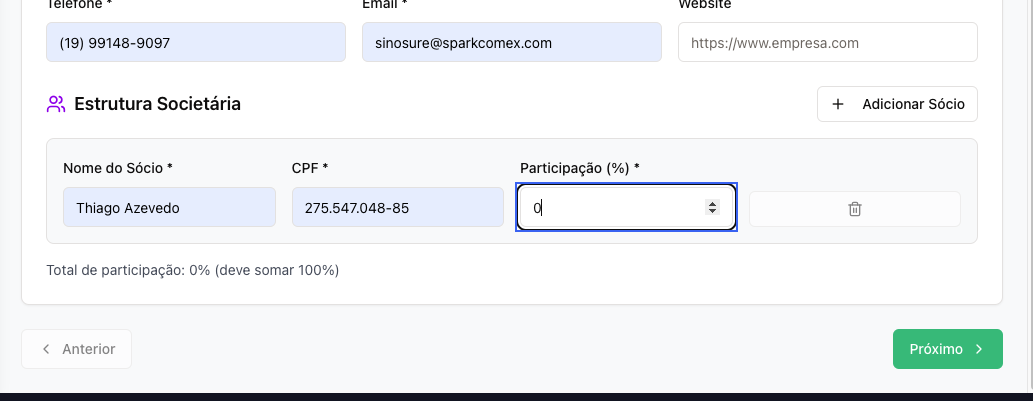 Telefone *
Email *
Website
(19) 99148-9097
sinosure@sparkcomex.com
https://www.empresa.com
Estrutura Societária
Adicionar Sócio
Nome do Sócio *
CPF *
Participação (%) *
Thiago Azevedo
275.547.048-85
0
Total de participação: 0% (deve somar 100%)
Anterior
Próximo